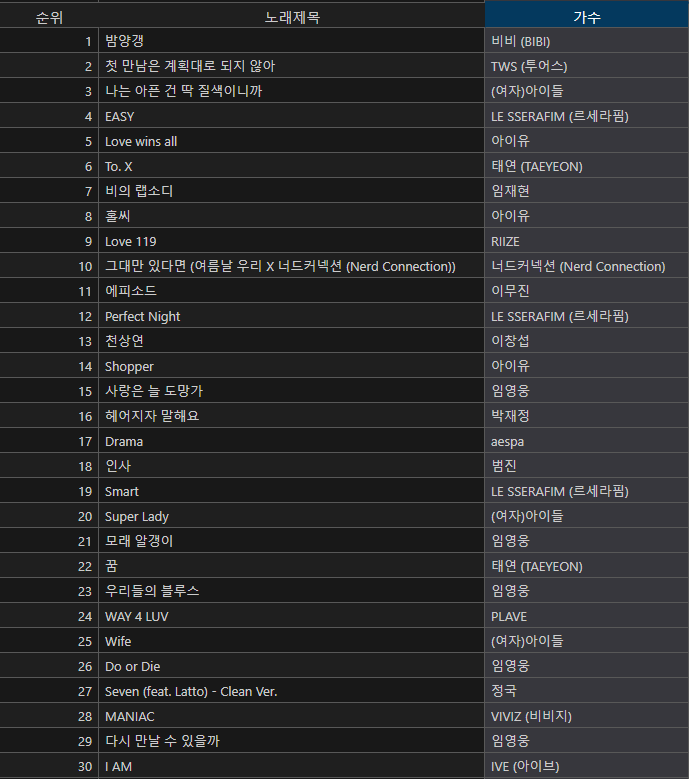 순위 노래제목 가수
1 밤양갱 비비 (BIBI)
2 첫 만남은 계획대로 되지 않아 TWS (투어스)
3 나는 아픈 건 딱 질색이니까 (여자)아이들
4 EASY LE SSERAFIM (르세라핌)
5 Love wins all 아이유
6 To. X 태연 (TAEYEON)
7 비의 랩소디 임재현
8 홀씨 아이유
9 Love 119 RIIZE
10 그대만 있다면 (여름날 우리 X 너드커넥션 (Nerd Connection)) 너드커넥션 (Nerd Connection)
11 에피소드 이무진
12 Perfect Night LE SSERAFIM (르세라핌)
13 천상연 이창섭
14 Shopper 아이유
15 사랑은 늘 도망가 임영웅
16 헤어지자 말해요 박재정
17 Drama aespa
18 인사 범진
19 Smart LE SSERAFIM (르세라핌)
20 Super Lady (여자)아이들
21 모래 알갱이 임영웅
22 꿈 태연 (TAEYEON)
23 우리들의 블루스 임영웅
24 WAY 4 LUV PLAVE
25 Wife (여자)아이들
26 Do or Die 임영웅
27 Seven (feat. Latto) - Clean Ver. 정국
28 MANIAC VIVIZ (비비지)
29 다시 만날 수 있을까 임영웅
30 I AM IVE (아이브)